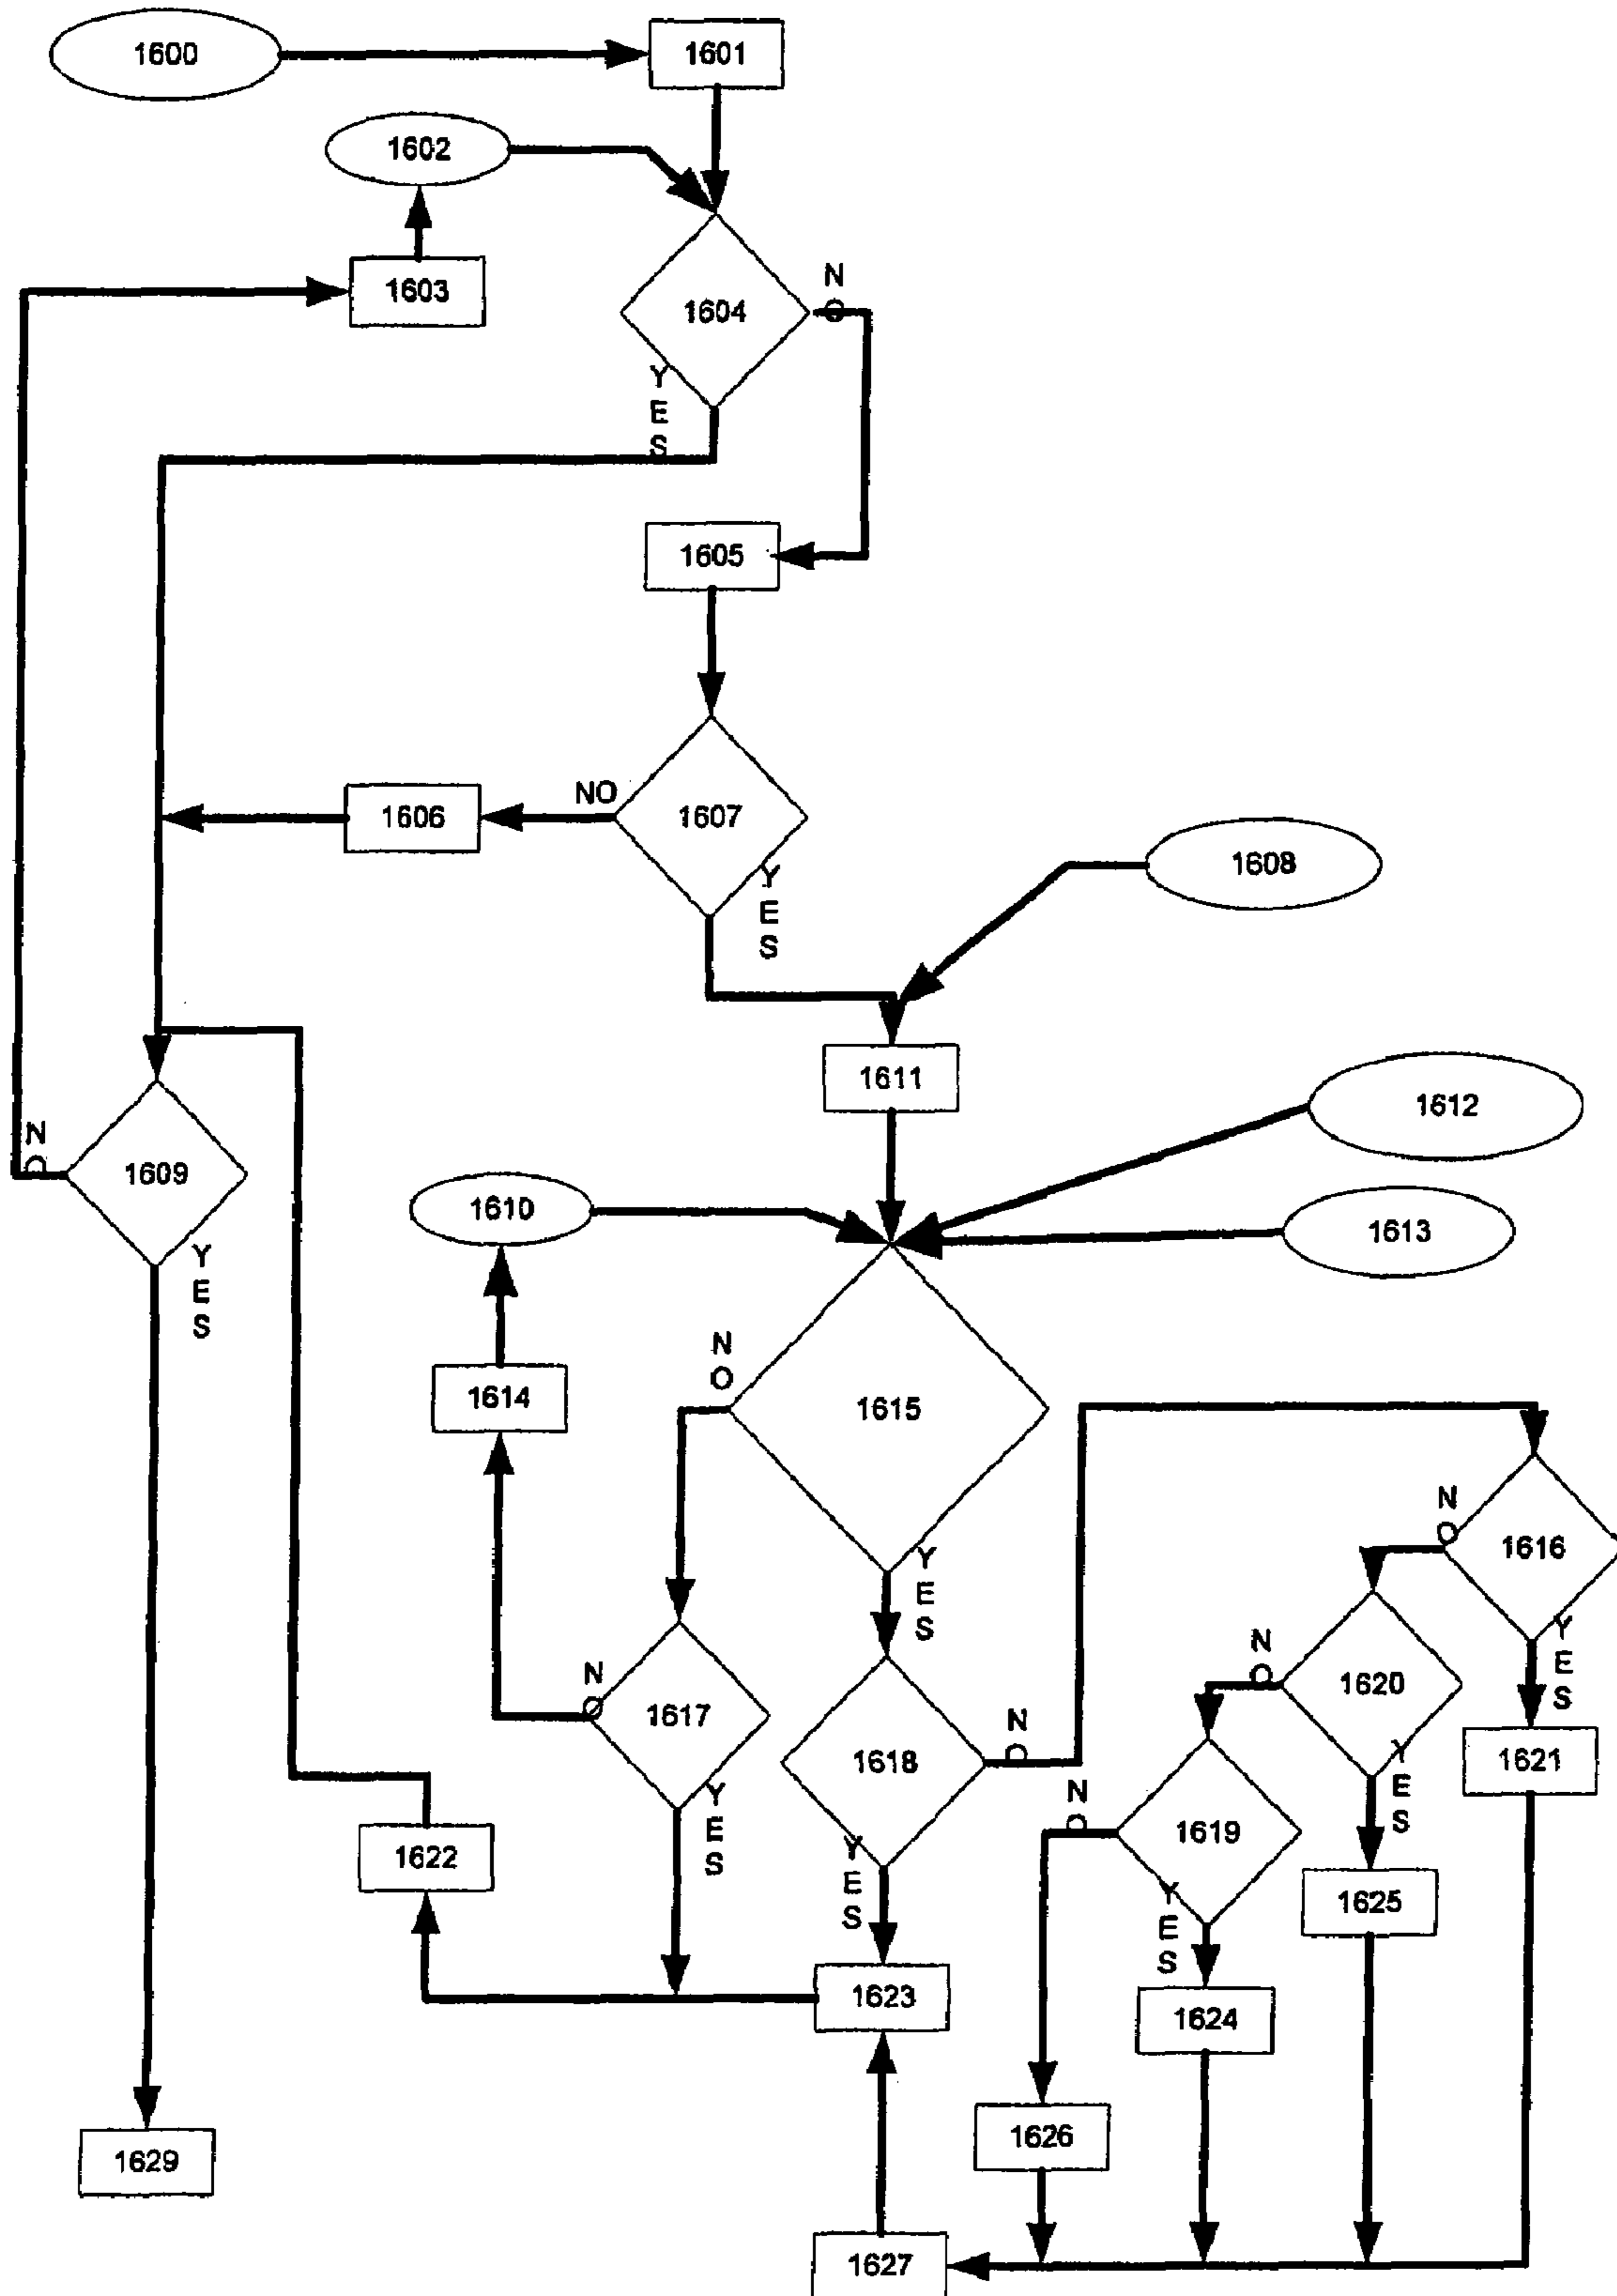 1600
1601
1602
1603
1604
NO
YES
1605
1606
NO
1607
YES
1608
1611
1612
1609
NO
YES
1610
1613
1614
NO
1615
YES
1616
NO
YES
1617
NO
YES
1618
NO
YES
1620
NO
YES
1621
1619
NO
YES
1622
1625
1623
1624
1626
1629
1627